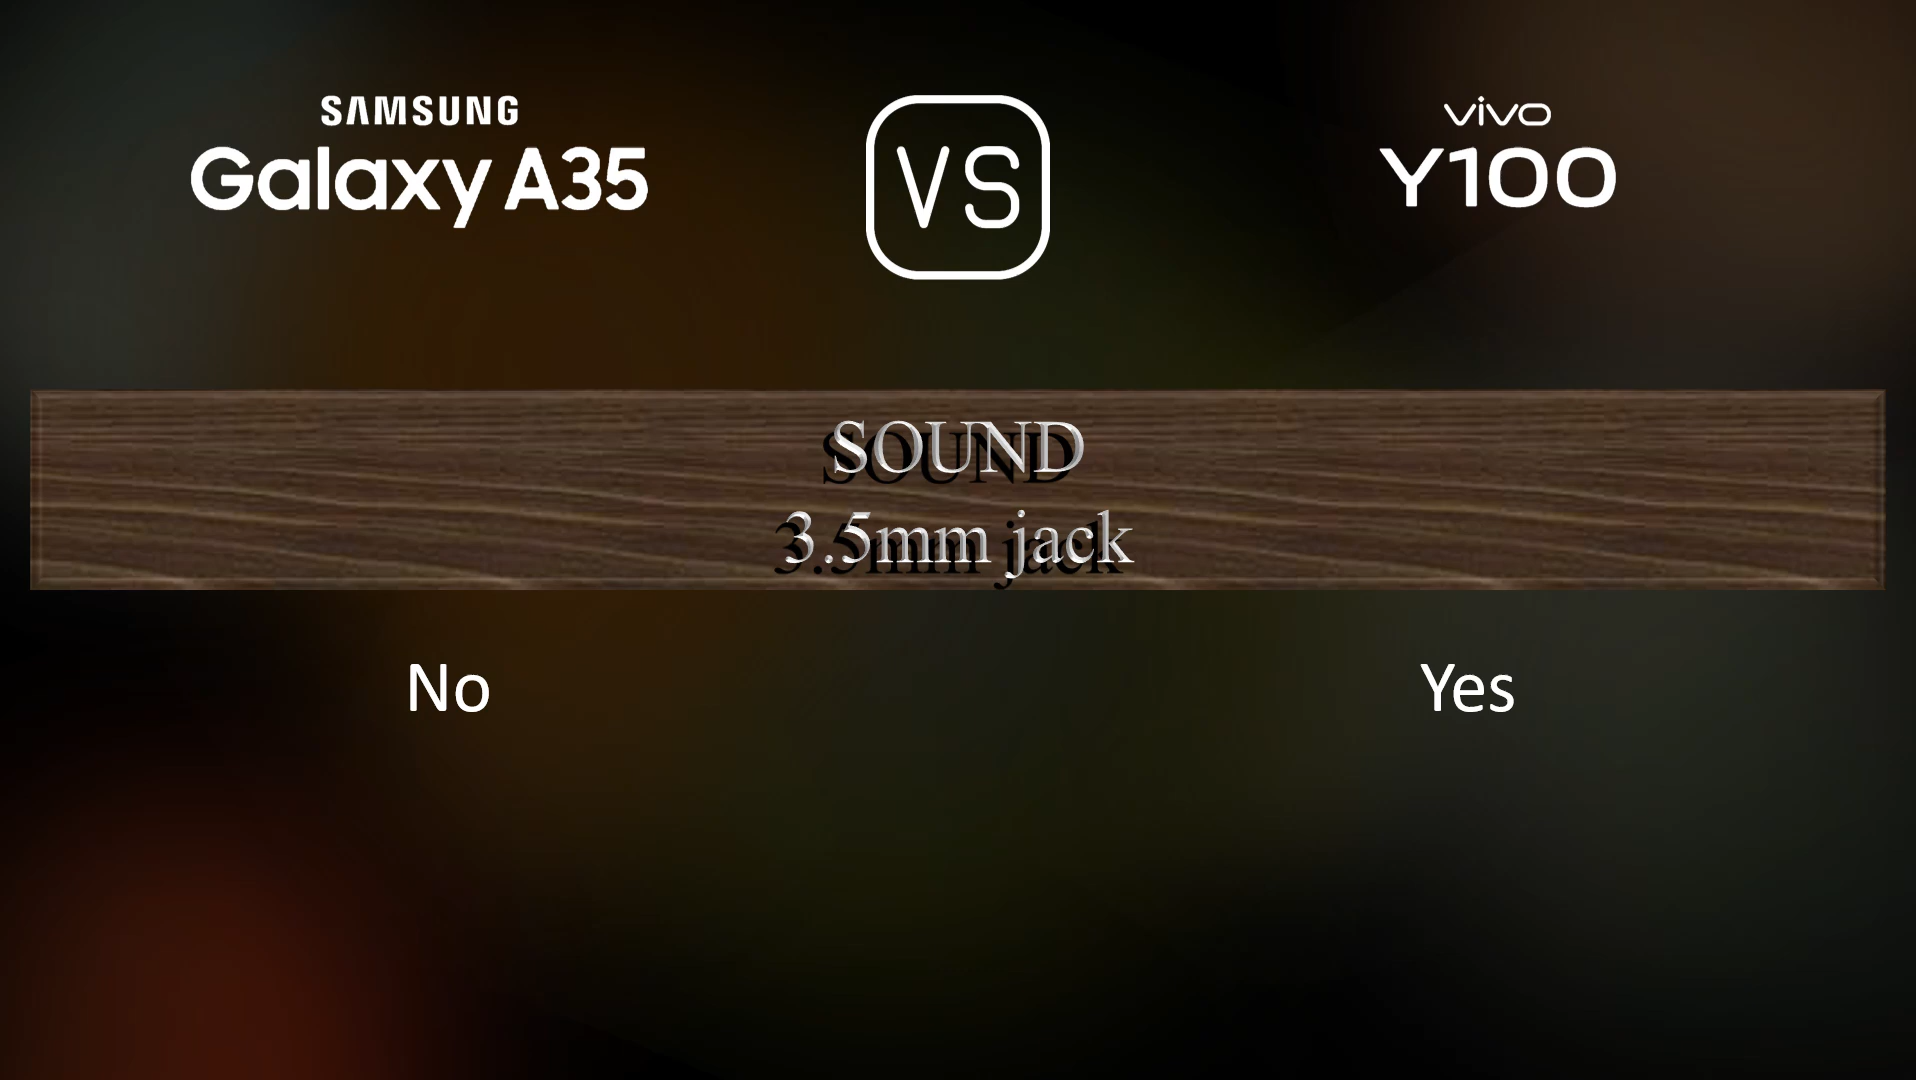 SAMSUNG
Galaxy A35
VS
vivo
Y100
SOUND
3.5mm jack
No
Yes